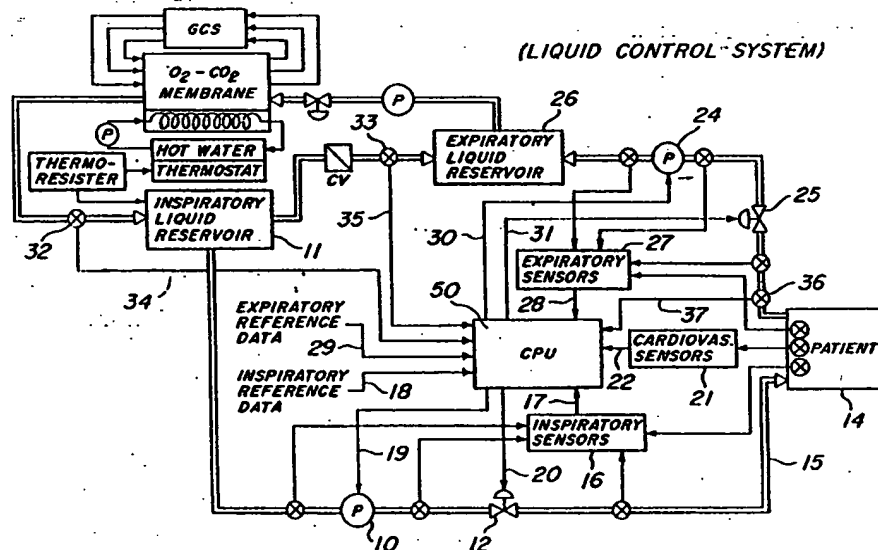 GCS
(LIQUID CONTROL SYSTEM)
O2-CO2
MEMBRANE
P
26
24
33
EXPIRATORY
LIQUID
RESERVOIR
P
P
HOT WATER
THERMOSTAT
THERMO-
RESISTER
CV
25
35
30
31
INSPIRATORY
LIQUID
RESERVOIR
32
11
27
EXPIRATORY
SENSORS
36
34
50
28
37
EXPIRATORY
REFERENCE
DATA
29
CPU
CARDIOVAS.
SENSORS
PATIENT
22
21
14
INSPIRATORY
REFERENCE
DATA
18
17
INSPIRATORY
SENSORS
16
15
19
20
P
10
12